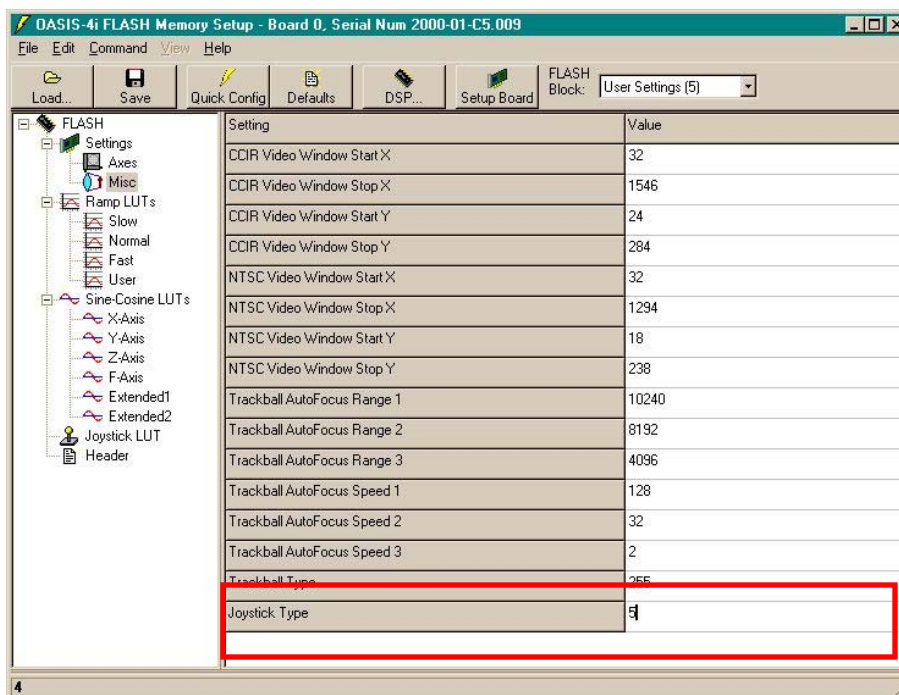 OASIS-4i FLASH Memory Setup - Board 0, Serial Num 2000-01-C5.009
File Edit Command View Help
Load... Save Quick Config Defaults DSP... Setup Board FLASH Block: User Settings (5)
FLASH
Settings
Axes
Misc
Ramp LUTs
Slow
Normal
Fast
User
Sine-Cosine LUTs
X-Axis
Y-Axis
Z-Axis
F-Axis
Extended1
Extended2
Joystick LUT
Header
Setting Value
CCIR Video Window Start X 32
CCIR Video Window Stop X 1546
CCIR Video Window Start Y 24
CCIR Video Window Stop Y 284
NTSC Video Window Start X 32
NTSC Video Window Stop X 1294
NTSC Video Window Start Y 18
NTSC Video Window Stop Y 238
Trackball AutoFocus Range 1 10240
Trackball AutoFocus Range 2 8192
Trackball AutoFocus Range 3 4096
Trackball AutoFocus Speed 1 128
Trackball AutoFocus Speed 2 32
Trackball AutoFocus Speed 3 2
Trackball Type 255
Joystick Type 5
4